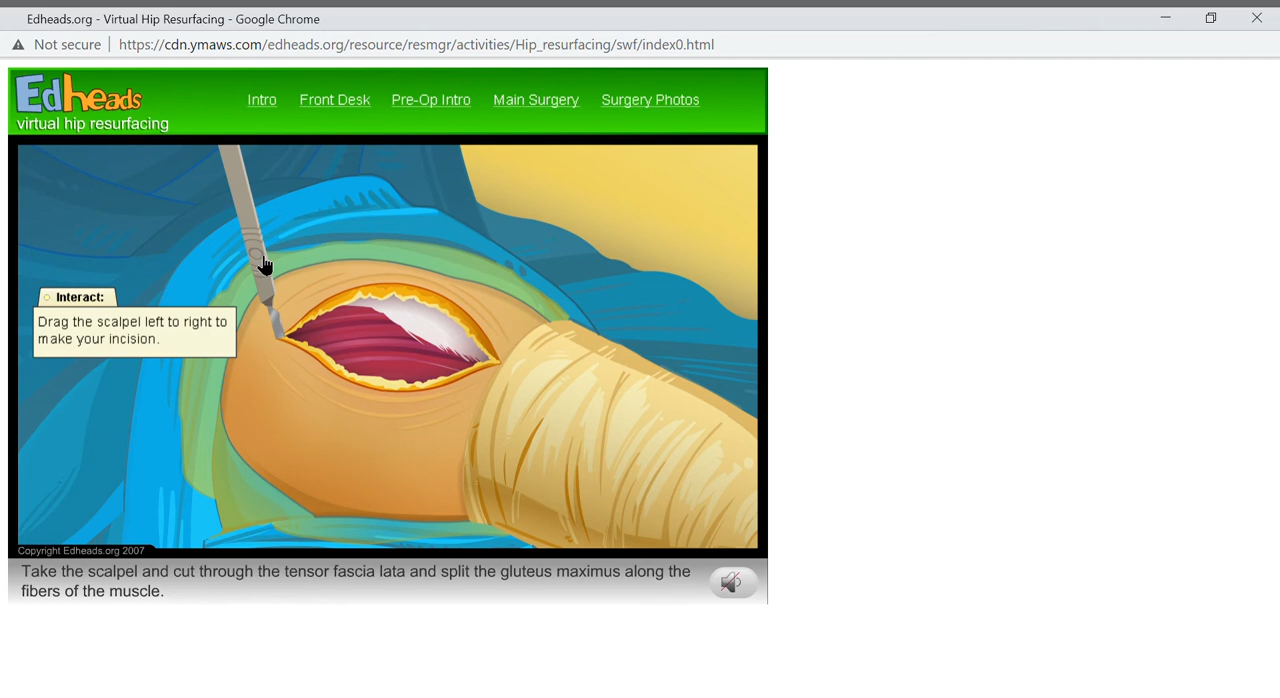 Edheads.org - Virtual Hip Resurfacing - Google Chrome
Not secure | https://cdn.ymaws.com/edheads.org/resource/resmgr/activities/Hip_resurfacing/swf/index0.html
Edheads
virtual hip resurfacing
Intro Front Desk Pre-Op Intro Main Surgery Surgery Photos
Interact:
Drag the scalpel left to right to
make your incision.
Copyright Edheads.org 2007
Take the scalpel and cut through the tensor fascia lata and split the gluteus maximus along the
fibers of the muscle.